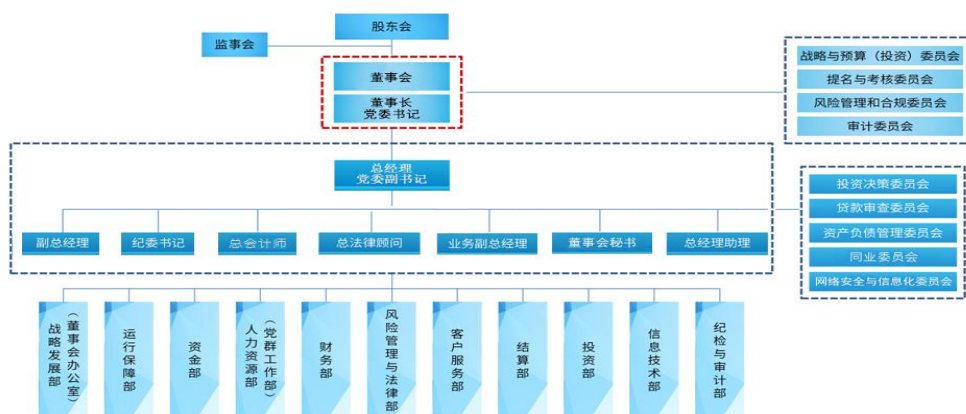 股东会
监事会
董事会
董事长
党委书记
战略与预算（投资）委员会
提名与考核委员会
风险管理和合规委员会
审计委员会
总经理
党委副书记
投资决策委员会
贷款审查委员会
资产负债管理委员会
同业委员会
网络安全与信息化委员会
副总经理
纪委书记
总会计师
总法律顾问
业务副总经理
董事会秘书
总经理助理
战略发展部
（董事会办公室）
运行保障部
资金部
人力资源部
（党群工作部）
财务部
风险管理与法律部
客户服务部
结算部
投资部
信息技术部
纪检与审计部